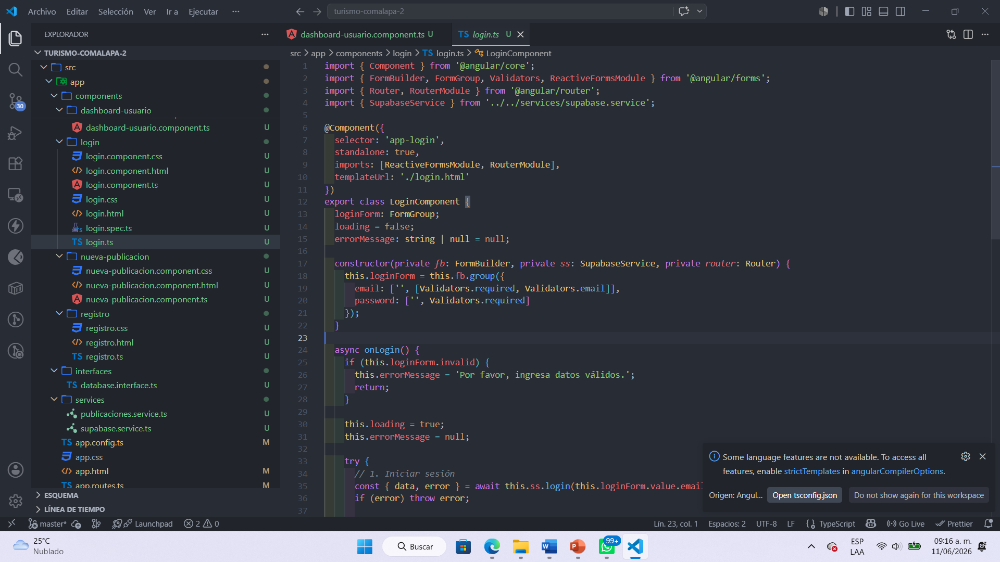 Archivo Editar Selección Ver Ir a Ejecutar ···
turismo-comalapa-2
EXPLORADOR ···
TURISMO-COMALAPA-2
src
app
components
dashboard-usuario
dashboard-usuario.component.ts U
login
login.component.css U
login.component.html U
login.component.ts U
login.css U
login.html U
login.spec.ts U
TS login.ts U
nueva-publicacion
nueva-publicacion.component.css U
nueva-publicacion.component.html U
nueva-publicacion.component.ts U
registro
registro.css U
registro.html U
TS registro.ts U
interfaces
TS database.interface.ts U
services
publicaciones.service.ts U
supabase.service.ts U
TS app.config.ts M
app.css
app.html M
TS app.routes.ts M
ESQUEMA
LÍNEA DE TIEMPO
30
dashboard-usuario.component.ts U
TS login.ts U
src > app > components > login > TS login.ts > LoginComponent
1 import { Component } from '@angular/core';
2 import { FormBuilder, FormGroup, Validators, ReactiveFormsModule } from '@angular/forms';
3 import { Router, RouterModule } from '@angular/router';
4 import { SupabaseService } from '../../services/supabase.service';
5
6 @Component({
7 selector: 'app-login',
8 standalone: true,
9 imports: [ReactiveFormsModule, RouterModule],
10 templateUrl: './login.html'
11 })
12 export class LoginComponent {
13 loginForm: FormGroup;
14 loading = false;
15 errorMessage: string | null = null;
16
17 constructor(private fb: FormBuilder, private ss: SupabaseService, private router: Router) {
18 this.loginForm = this.fb.group({
19 email: ['', [Validators.required, Validators.email]],
20 password: ['', Validators.required]
21 });
22 }
23
24 async onLogin() {
25 if (this.loginForm.invalid) {
26 this.errorMessage = 'Por favor, ingresa datos válidos.';
27 return;
28 }
29
30 this.loading = true;
31 this.errorMessage = null;
32
33 try {
34 // 1. Iniciar sesión
35 const { data, error } = await this.ss.login(this.loginForm.value.email
36 if (error) throw error;
37
Some language features are not available. To access all
features, enable strictTemplates in angularCompilerOptions.
Origen: Angul... Open tsconfig.json Do not show again for this workspace
master* Launchpad 2 0 Lín. 23, col. 1 Espacios: 2 UTF-8 LF {} TypeScript Go Live Prettier
25°C
Nublado
Buscar
99+
ESP
LAA
09:16 a. m.
11/06/2026